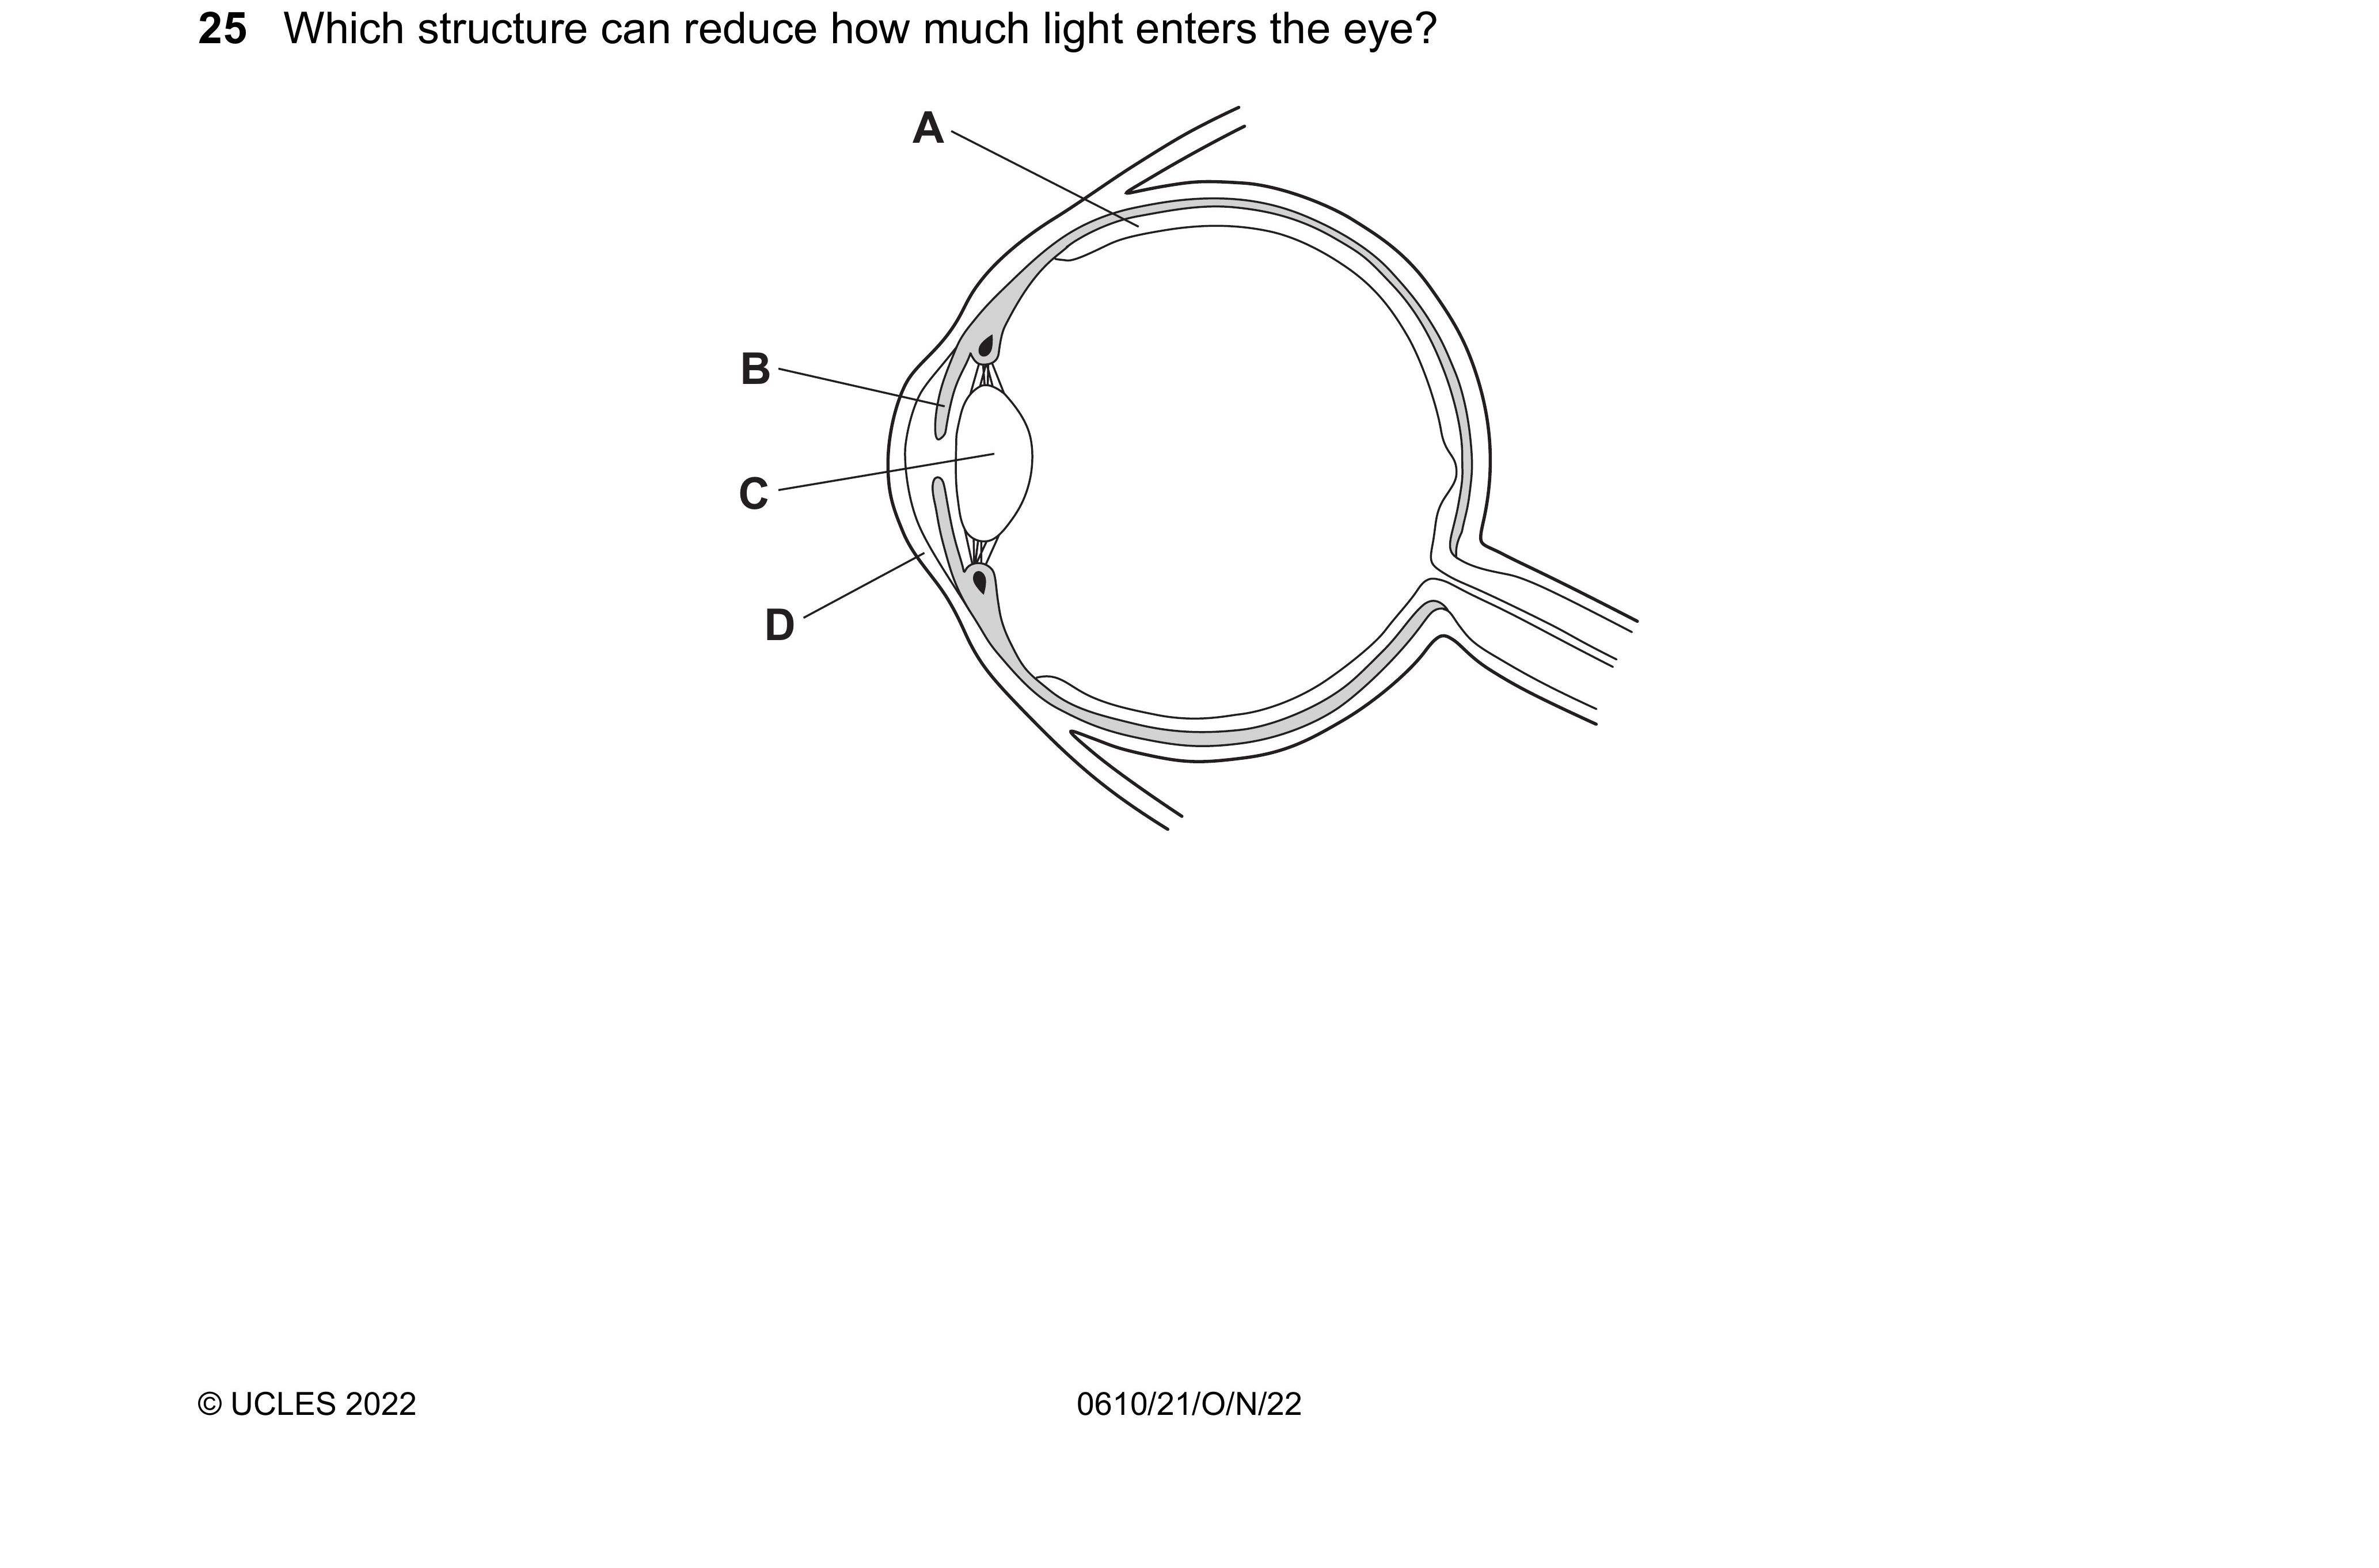 25 Which structure can reduce how much light enters the eye?
A
B
C
D
© UCLES 2022 0610/21/O/N/22